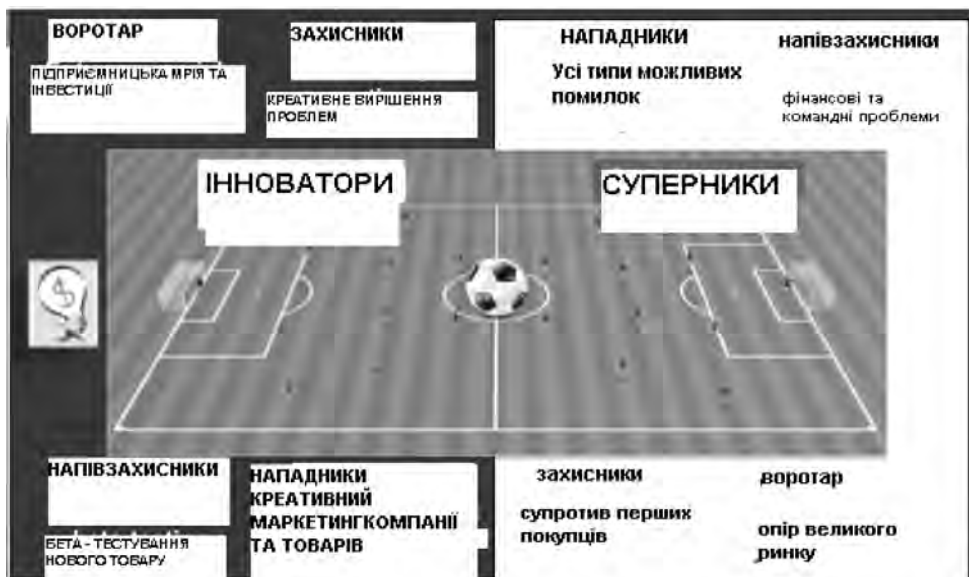 ВОРОТАР
ПІДПРИЄМНИЦЬКА МРІЯ ТА
ІНВЕСТИЦІЇ
ЗАХИСНИКИ
КРЕАТИВНЕ ВИРІШЕННЯ
ПРОБЛЕМ
НАПАДНИКИ
Усі типи можливих
помилок
напівзахисники
фінансові та
командні проблеми
ІННОВАТОРИ
СУПЕРНИКИ
НАПІВЗАХИСНИКИ
БЕТА - ТЕСТУВАННЯ
НОВОГО ТОВАРУ
НАПАДНИКИ
КРЕАТИВНИЙ
МАРКЕТИНГКОМПАНІЇ
ТА ТОВАРІВ
захисники
супротив перших
покупців
воротар
опір великого
ринку